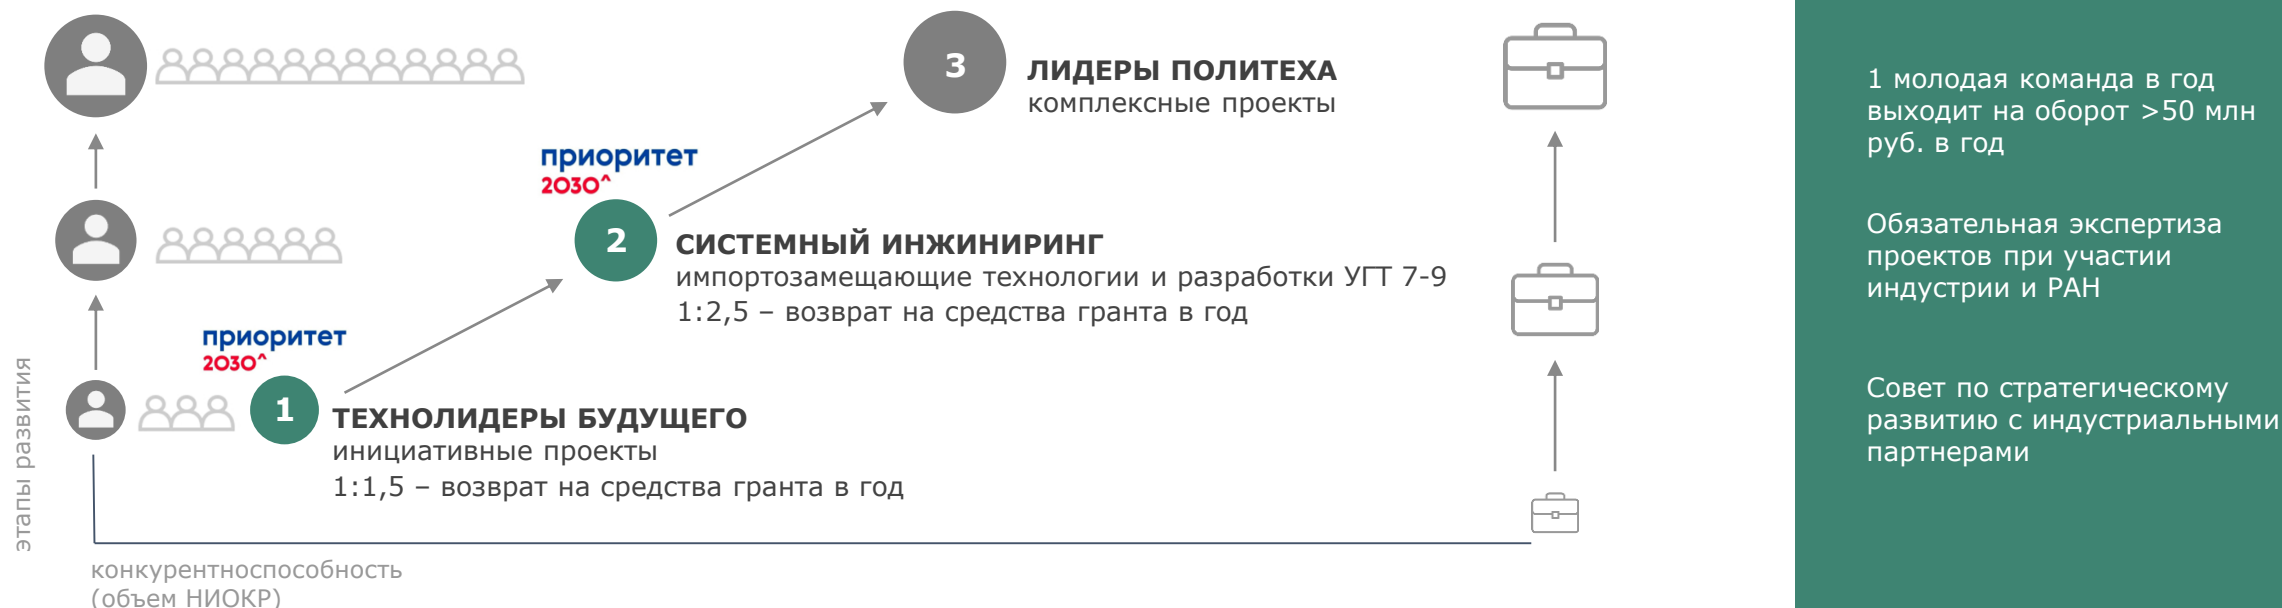 3
ЛИДЕРЫ ПОЛИТЕХА
комплексные проекты
приоритет
2030^
2
СИСТЕМНЫЙ ИНЖИНИРИНГ
импортозамещающие технологии и разработки УГТ 7-9
1:2,5 – возврат на средства гранта в год
приоритет
2030^
1
ТЕХНОЛИДЕРЫ БУДУЩЕГО
инициативные проекты
1:1,5 – возврат на средства гранта в год
этапы развития
конкурентноспособность
(объем НИОКР)
1 молодая команда в год
выходит на оборот >50 млн
руб. в год
Обязательная экспертиза
проектов при участии
индустрии и РАН
Совет по стратегическому
развитию с индустриальными
партнерами